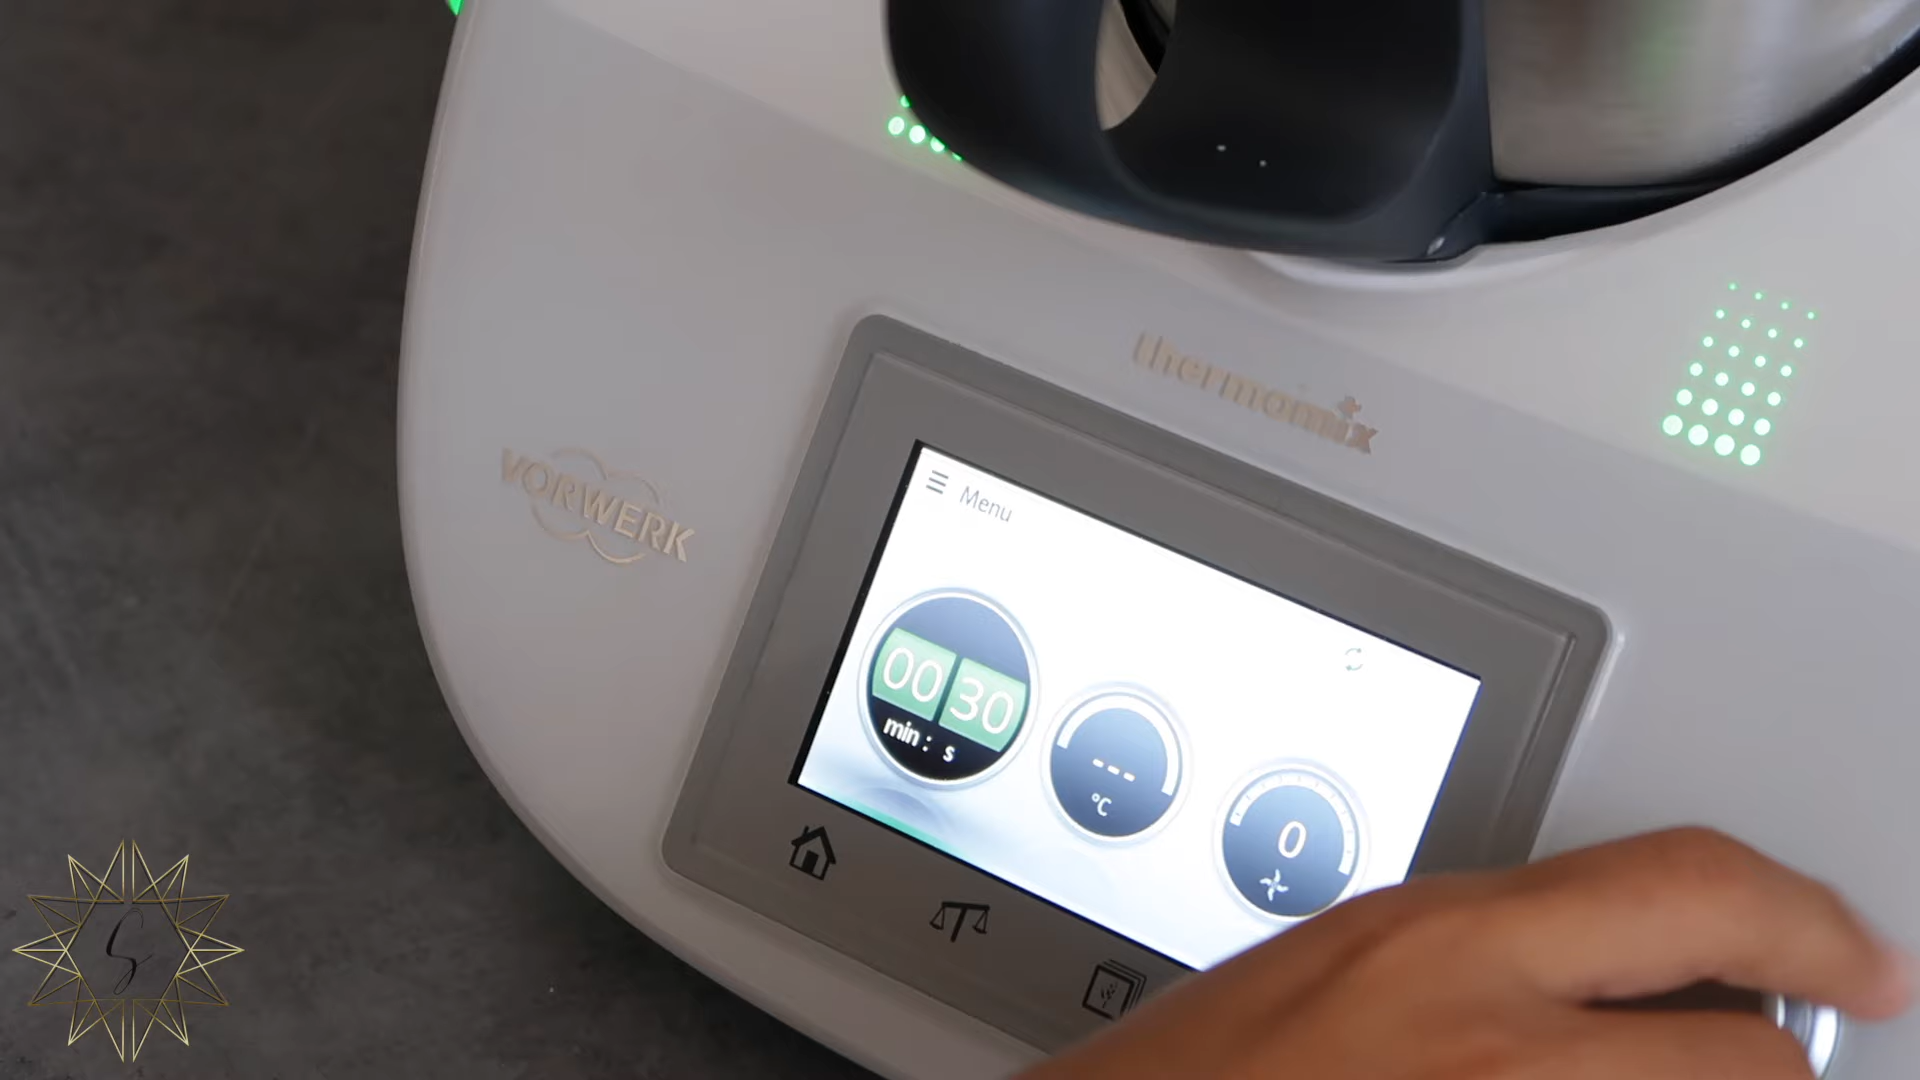 thermomix
VORWERK
Menu
00 30
min : s
---
°C
0
S